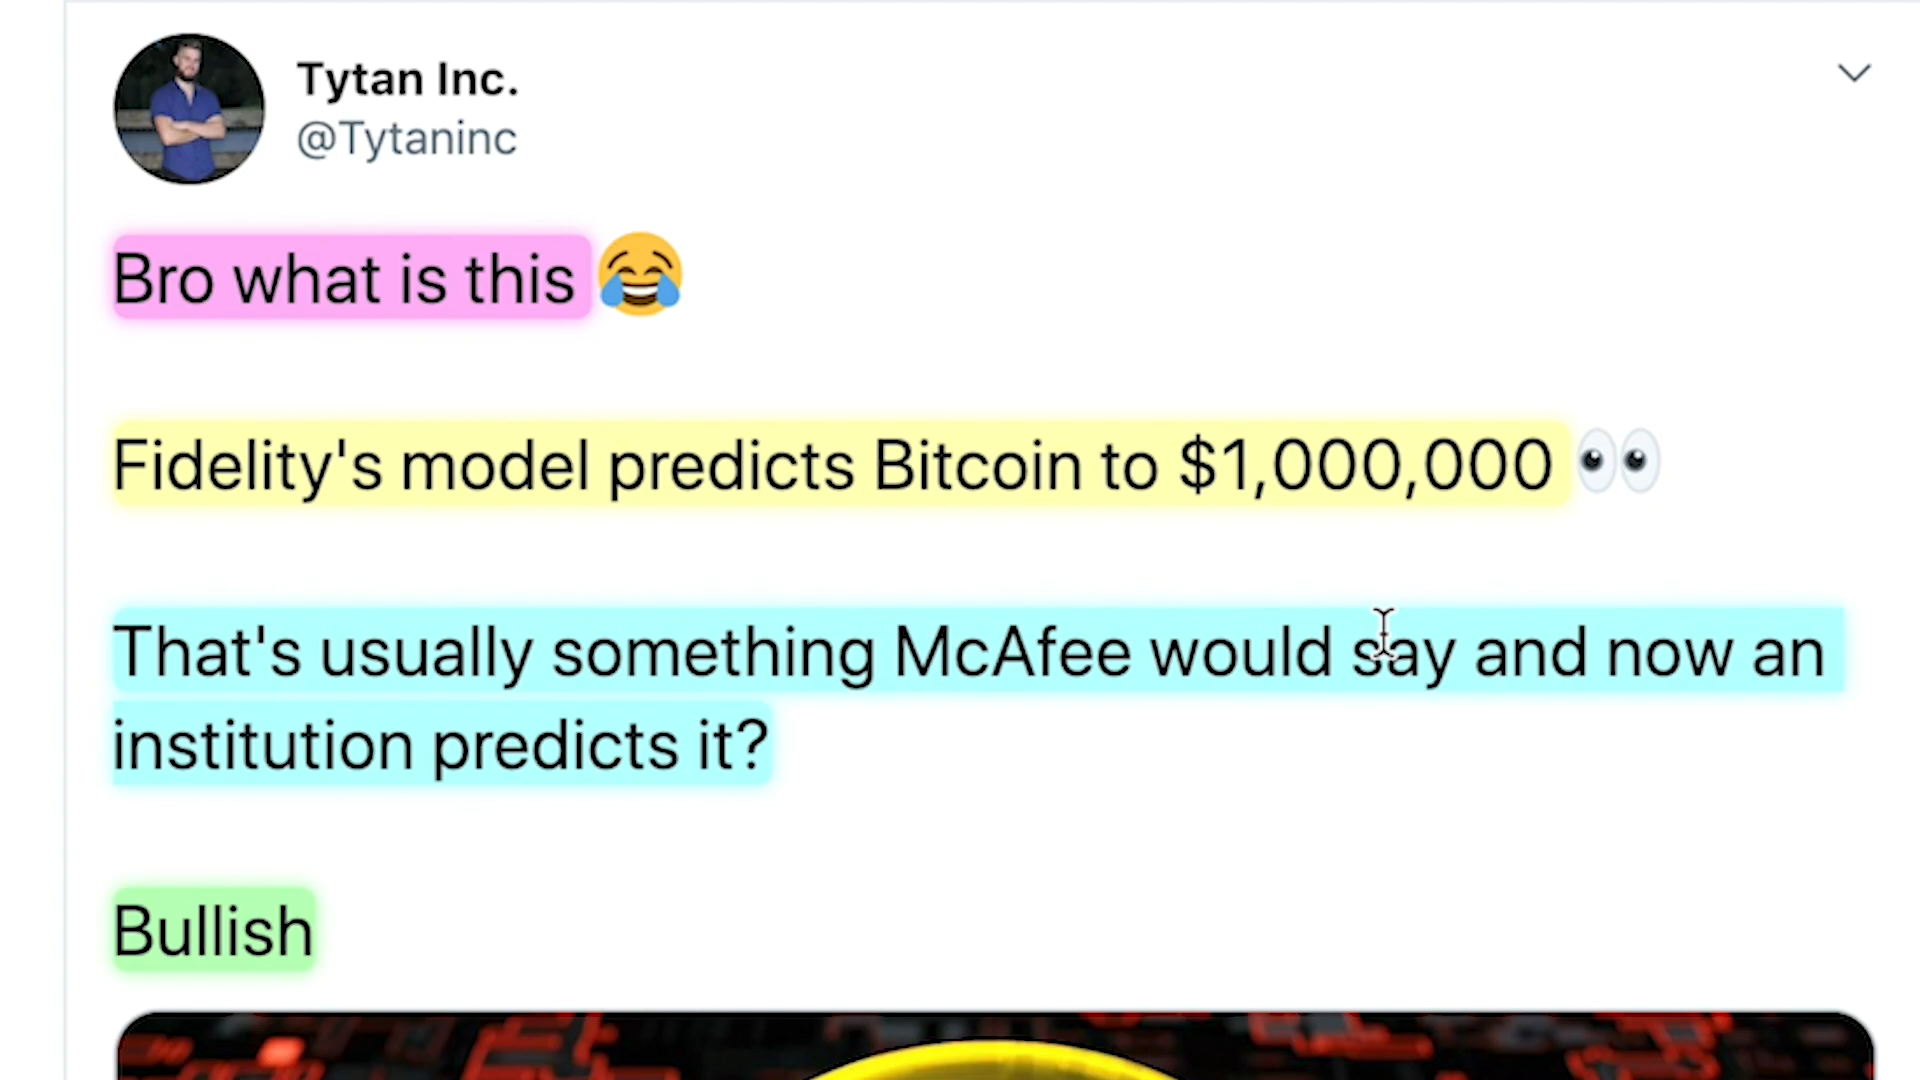 Tytan Inc.
@Tytaninc
Bro what is this 😂
Fidelity's model predicts Bitcoin to $1,000,000 👀
That's usually something McAfee would say and now an
institution predicts it?
Bullish